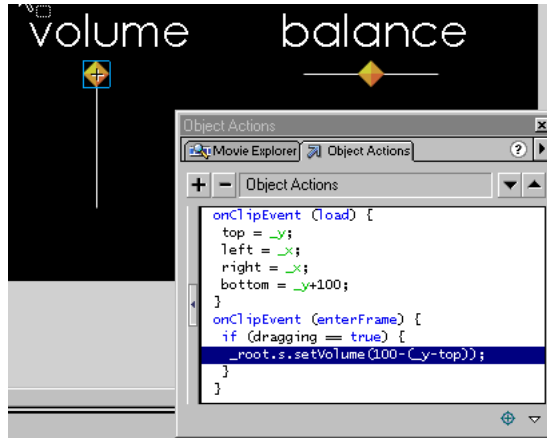 volume balance
Object Actions
Movie Explorer Object Actions ?
+ - Object Actions
onClipEvent (load) {
top = _y;
left = _x;
right = _x;
bottom = _y+100;
}
onClipEvent (enterFrame) {
if (dragging == true) {
_root.s.setVolume(100-(_y-top));
}
}